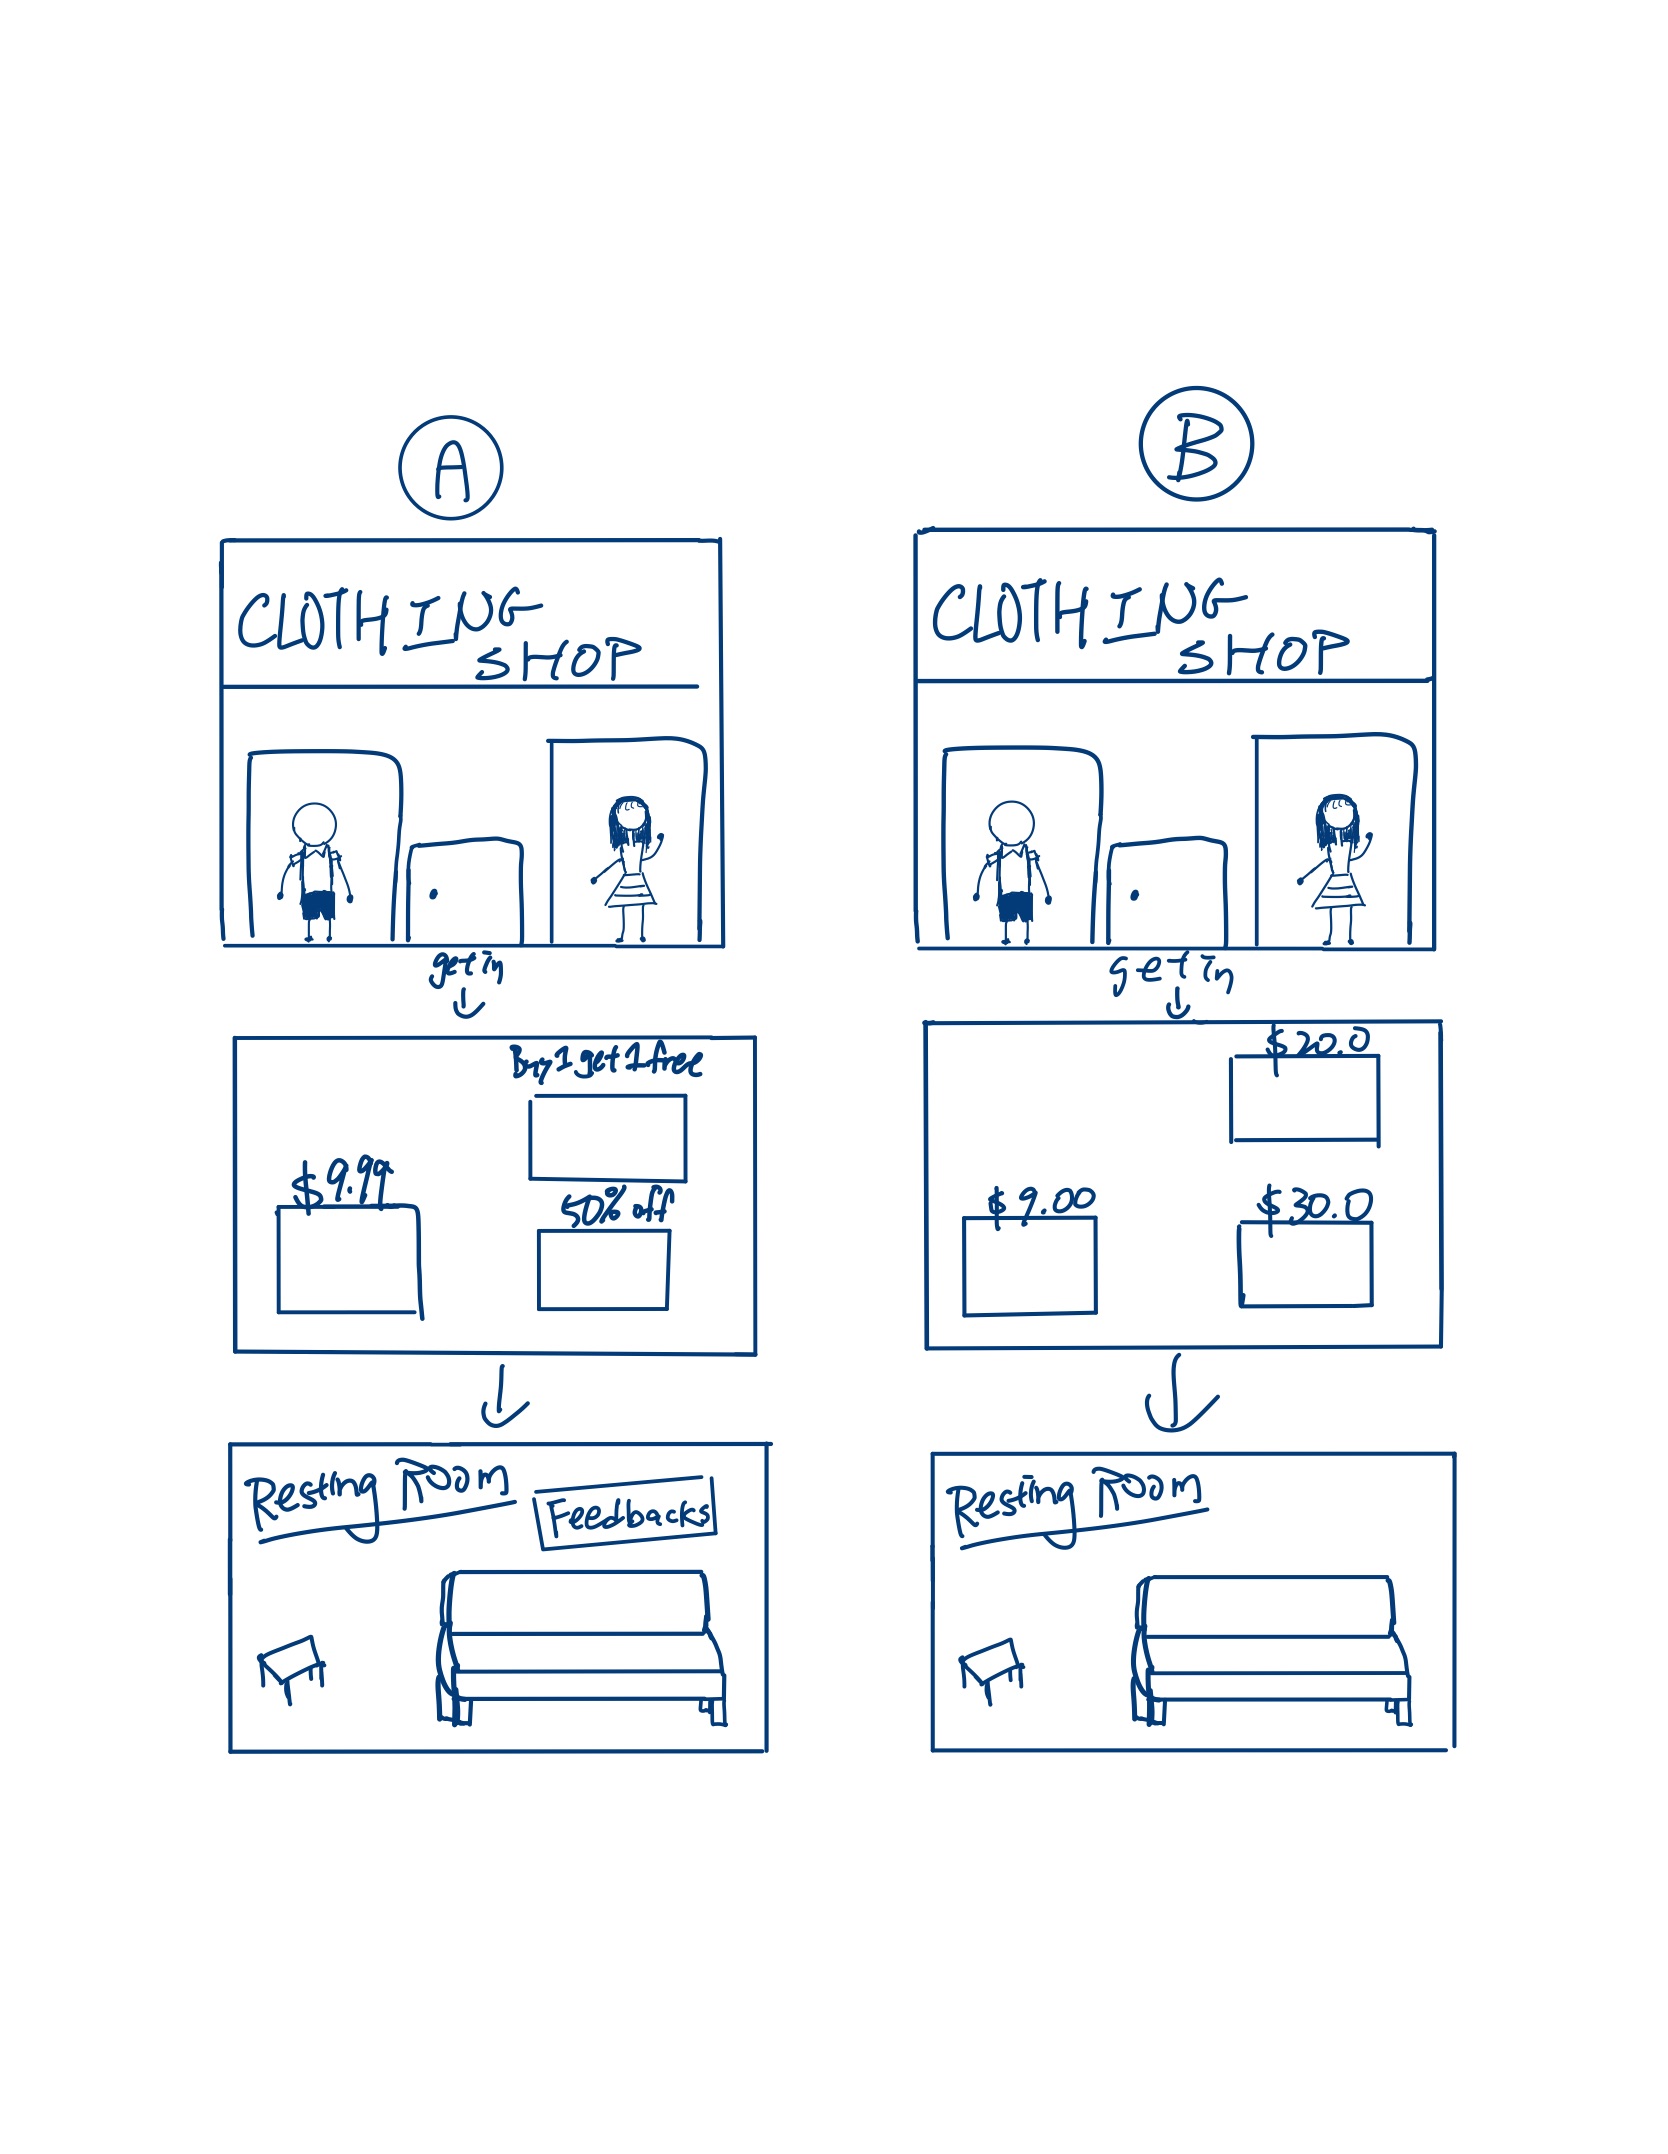 A
CLOTHING
SHOP
get in
Buy 1 get 1 free
$9.99
50% off
Resting Room
Feedbacks
B
CLOTHING
SHOP
get in
$20.0
$9.00
$30.0
Resting Room